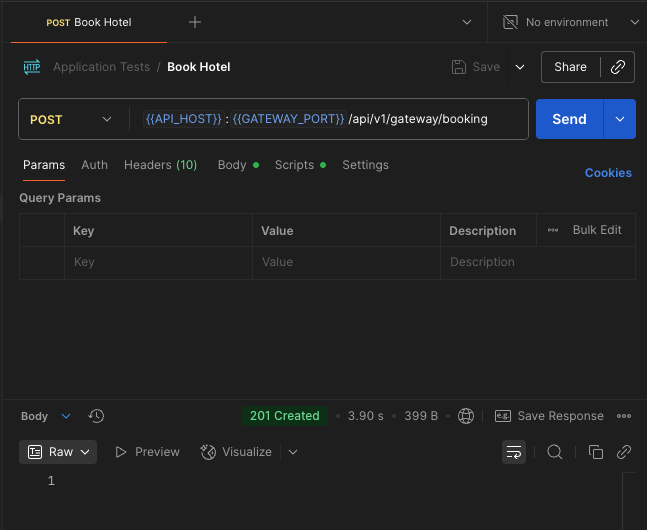 POST Book Hotel
No environment
HTTP Application Tests / Book Hotel
Save
Share
POST
{{API_HOST}} : {{GATEWAY_PORT}} /api/v1/gateway/booking
Send
Params Auth Headers (10) Body Scripts Settings
Cookies
Query Params
Key Value Description Bulk Edit
Key Value Description
Body 201 Created 3.90 s 399 B Save Response
Raw Preview Visualize
1